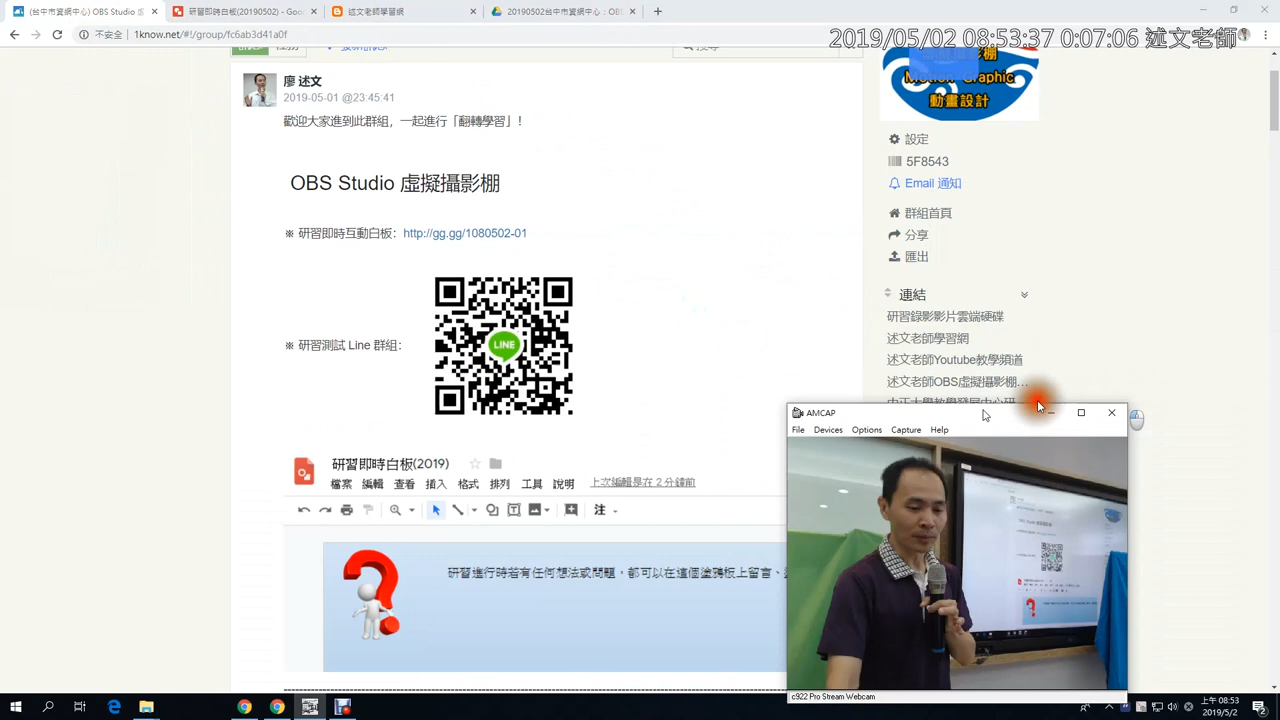 (台中市資網中心) OBS Studio 虛
研習即時白板(20190502) - Goo
述文老師學習網
20190502台中市資網中心：OB
不安全 | 1know.net/#!/group/fc6ab3d41a0f
2019/05/02 08:53:37 0:07:06 述文老師
廖 述文
2019-05-01 @23:45:41
歡迎大家進到此群組，一起進行「翻轉學習」！
OBS Studio 虛擬攝影棚
※ 研習即時互動白板：http://gg.gg/1080502-01
LINE
※ 研習測試 Line 群組：
研習即時白板(2019)
檔案 編輯 查看 插入 格式 排列 工具 說明 上次編輯是在 2 分鐘前
注
研習進行時若有任何想法或問題，都可以在這個塗鴉板上留言、
Motion Graphic
動畫設計
設定
5F8543
Email 通知
群組首頁
分享
匯出
連結
研習錄影影片雲端硬碟
述文老師學習網
述文老師Youtube教學頻道
述文老師OBS虛擬攝影棚...
AMCAP
File Devices Options Capture Help
c922 Pro Stream Webcam
上午 08:53
2019/5/2